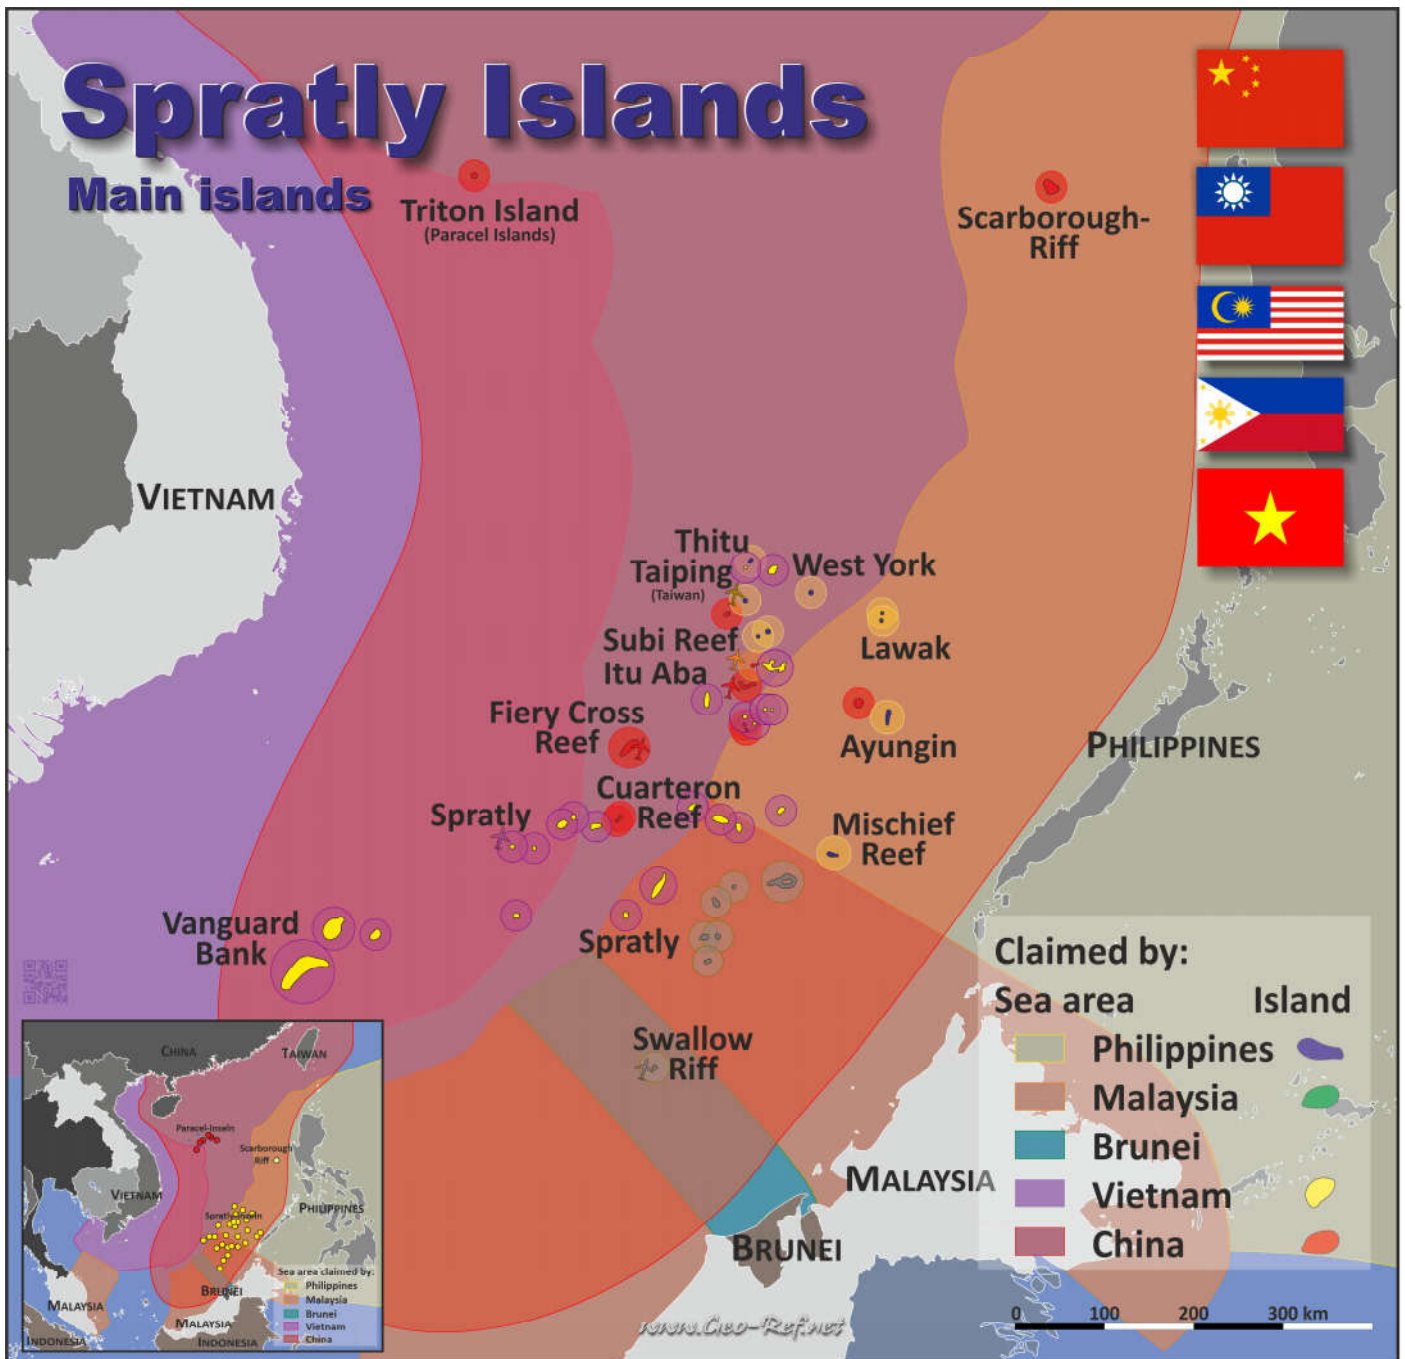 Spratly Islands
Main islands
Triton Island
(Paracel Islands)
Scarborough-
Riff
VIETNAM
Thitu
Taiping
(Taiwan)
West York
Subi Reef
Itu Aba
Lawak
Fiery Cross
Reef
Ayungin
PHILIPPINES
Cuarteron
Reef
Spratly
Mischief
Reef
Vanguard
Bank
Spratly
Swallow
Riff
MALAYSIA
BRUNEI
Claimed by:
Sea area Island
Philippines
Malaysia
Brunei
Vietnam
China
0 100 200 300 km
www.Geo-Ref.net
CHINA
TAIWAN
Paracel-Inseln
Scarborough
Riff
VIETNAM
Spratly-Inseln
PHILIPPINES
BRUNEI
MALAYSIA
MALAYSIA
INDONESIA
INDONESIA
Sea area claimed by:
Philippines
Malaysia
Brunei
Vietnam
China